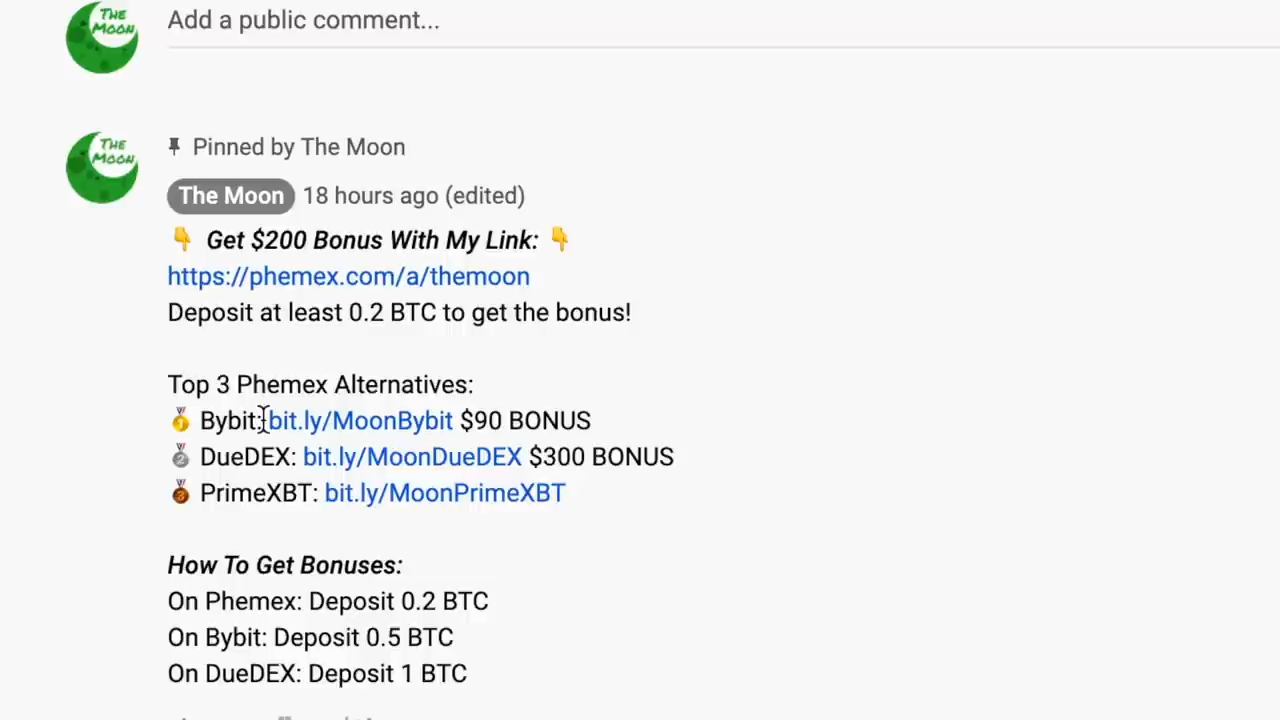 THE
MOON
Add a public comment...
THE
MOON
Pinned by The Moon
The Moon 18 hours ago (edited)
👇 Get $200 Bonus With My Link: 👇
https://phemex.com/a/themoon
Deposit at least 0.2 BTC to get the bonus!
Top 3 Phemex Alternatives:
🥇 Bybit: bit.ly/MoonBybit $90 BONUS
🥈 DueDEX: bit.ly/MoonDueDEX $300 BONUS
🥉 PrimeXBT: bit.ly/MoonPrimeXBT
How To Get Bonuses:
On Phemex: Deposit 0.2 BTC
On Bybit: Deposit 0.5 BTC
On DueDEX: Deposit 1 BTC